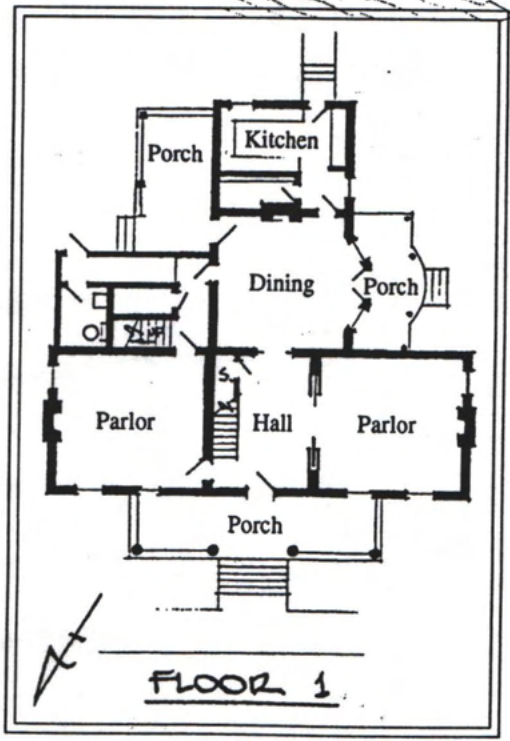 Kitchen
Porch
Dining
Porch
Parlor
Hall
Parlor
Porch
N
FLOOR 1